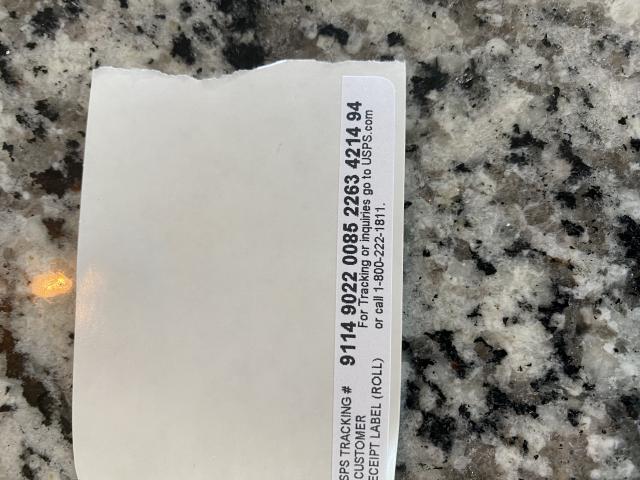 SPS TRACKING # 9114 9022 0085 2263 4214 94
CUSTOMER For Tracking or inquiries go to USPS.com
ECEIPT LABEL (ROLL) or call 1-800-222-1811.